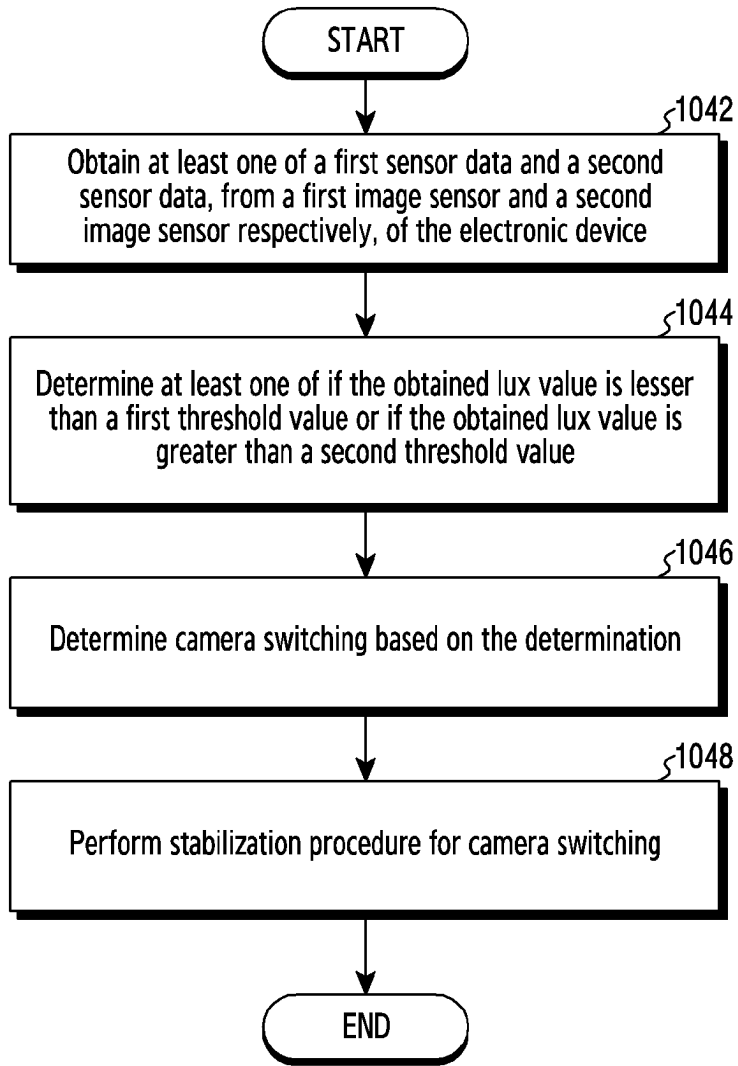 START
1042
Obtain at least one of a first sensor data and a second
sensor data, from a first image sensor and a second
image sensor respectively, of the electronic device
1044
Determine at least one of if the obtained lux value is lesser
than a first threshold value or if the obtained lux value is
greater than a second threshold value
1046
Determine camera switching based on the determination
1048
Perform stabilization procedure for camera switching
END